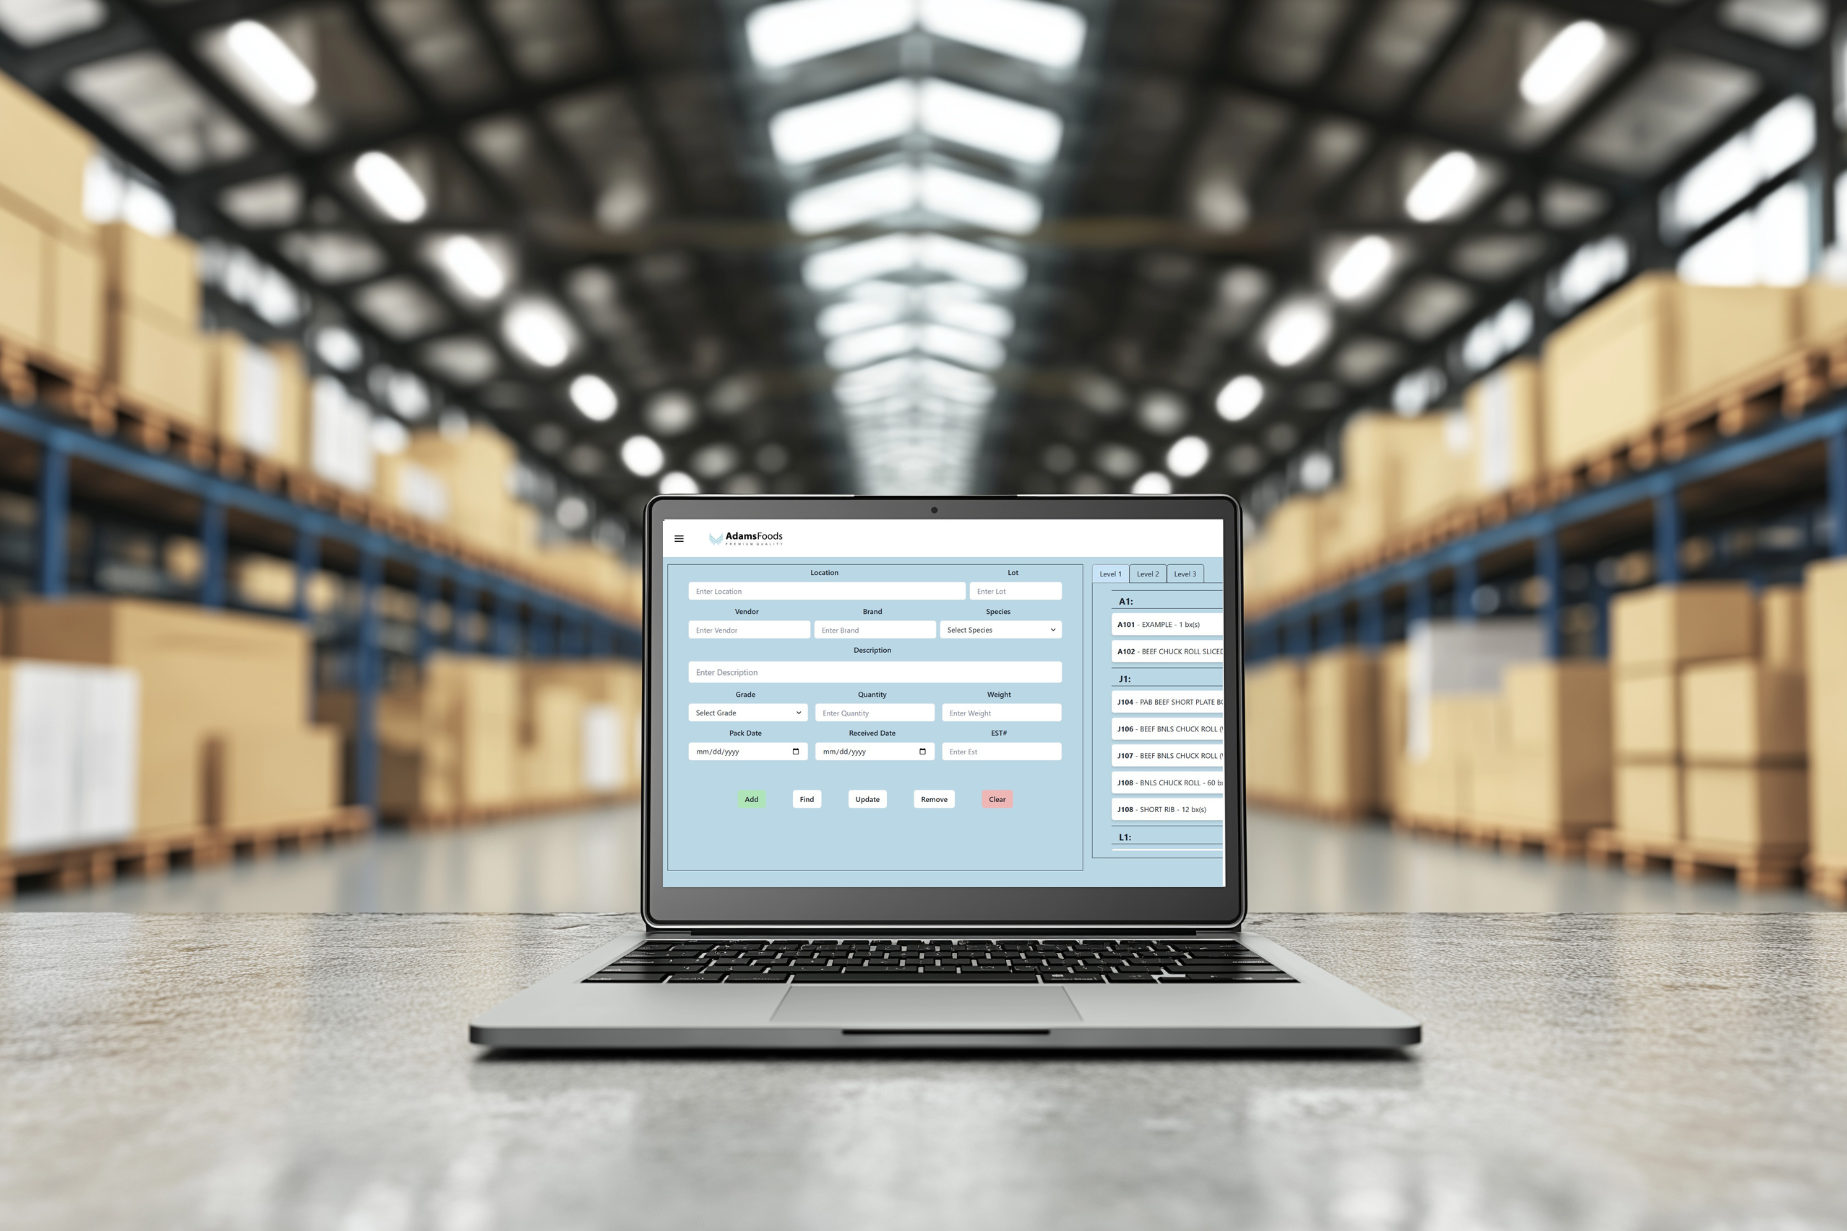 AdamsFoods
PREMIUM QUALITY
Location Lot
Enter Location Enter Lot
Vendor Brand Species
Enter Vendor Enter Brand Select Species
Description
Enter Description
Grade Quantity Weight
Select Grade Enter Quantity Enter Weight
Pack Date Received Date EST#
mm/dd/yyyy mm/dd/yyyy Enter Est
Add Find Update Remove Clear
Level 1 Level 2 Level 3
A1:
A101 - EXAMPLE - 1 bx(s)
A102 - BEEF CHUCK ROLL SLICED
J1:
J104 - PAB BEEF SHORT PLATE
J106 - BEEF BNLS CHUCK ROLL
J107 - BEEF BNLS CHUCK ROLL
J108 - BNLS CHUCK ROLL - 60
J108 - SHORT RIB - 12 bx(s)
L1: